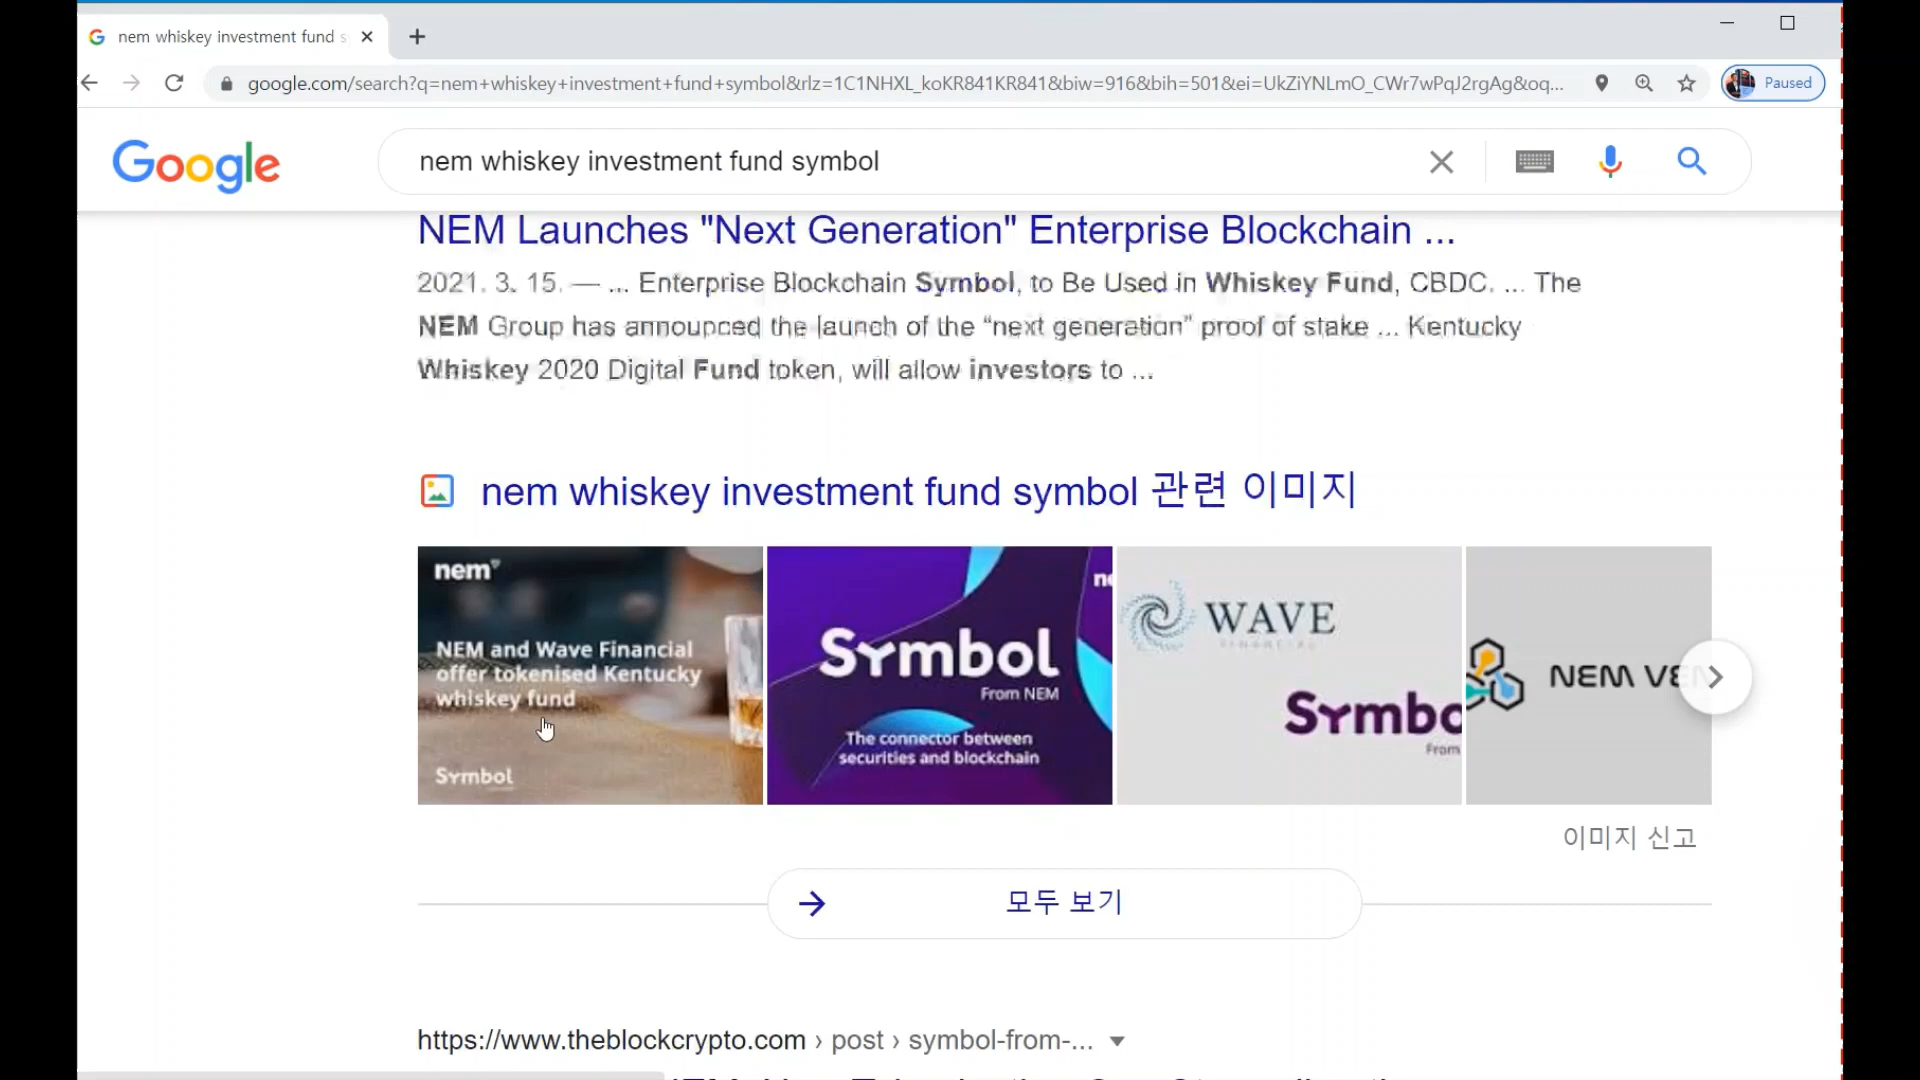 nem whiskey investment fund s
google.com/search?q=nem+whiskey+investment+fund+symbol&rlz=1C1NHXL_koKR841KR841&biw=916&bih=501&ei=UkZiYNLmO_CWr7wPqJ2rgAg&oq...
Paused
Google
nem whiskey investment fund symbol
NEM Launches "Next Generation" Enterprise Blockchain ...
2021. 3. 15. — ... Enterprise Blockchain Symbol, to Be Used in Whiskey Fund, CBDC. ... The
NEM Group has announced the launch of the “next generation” proof of stake ... Kentucky
Whiskey 2020 Digital Fund token, will allow investors to ...
nem whiskey investment fund symbol 관련 이미지
nem
NEM and Wave Financial
offer tokenised Kentucky
whiskey fund
Symbol
ne
Symbol
From NEM
The connector between
securities and blockchain
WAVE
FINANCIAL
Symbo
From
NEM VE
이미지 신고
모두 보기
https://www.theblockcrypto.com › post › symbol-from-...